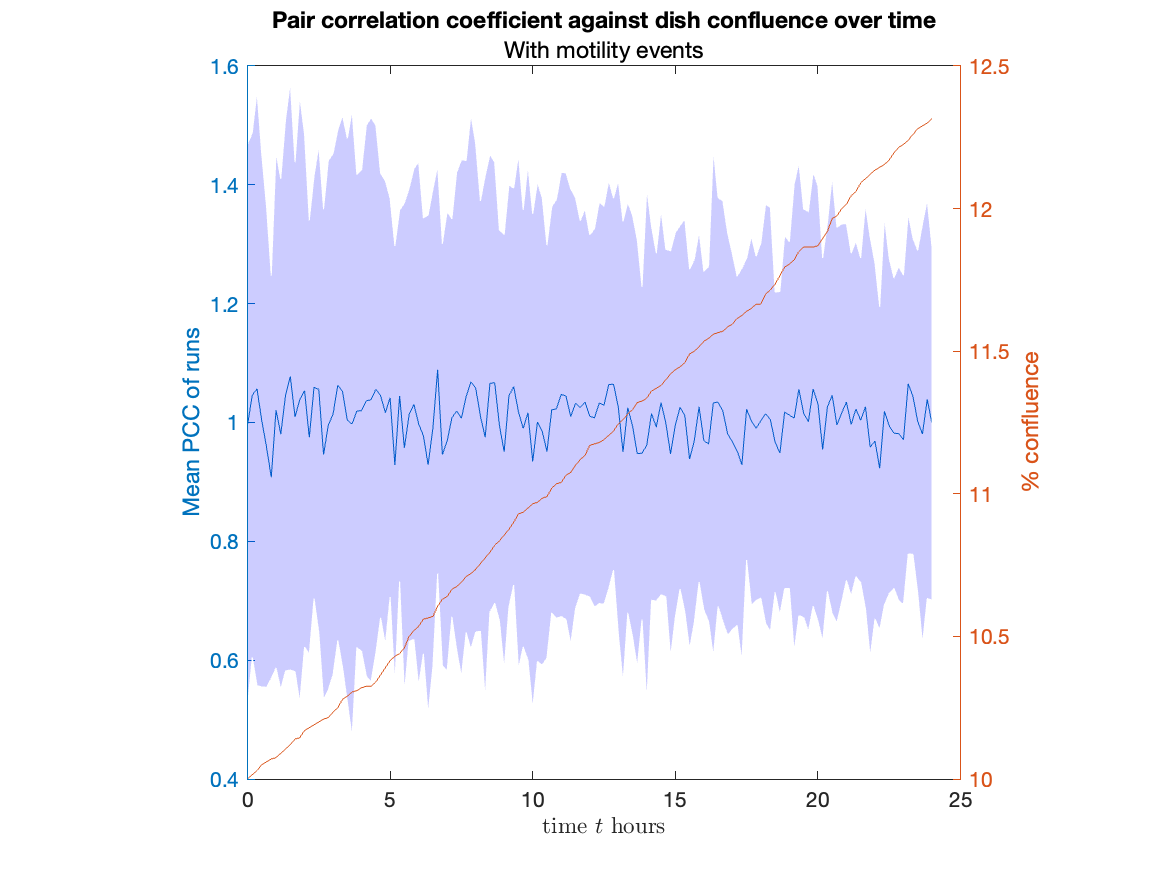 Pair correlation coefficient against dish confluence over time
With motility events
1.6
1.4
1.2
1
0.8
0.6
0.4
Mean PCC of runs
12.5
12
11.5
11
10.5
10
% confluence
0 5 10 15 20 25
time t hours